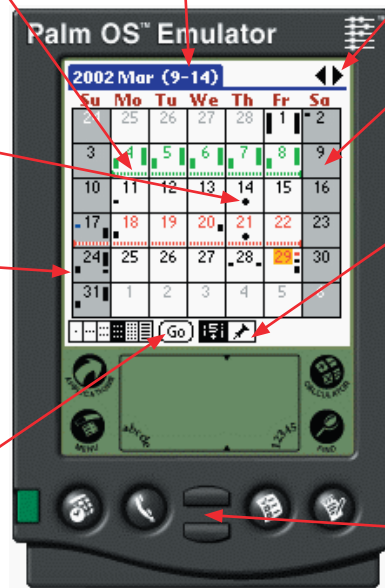 Palm OS™ Emulator
2002 Mar (9-14)
Su Mo Tu We Th Fr Sa
24 25 26 27 28 1 2
3 4 5 6 7 8 9
10 11 12 13 14 15 16
17 18 19 20 21 22 23
24 25 26 27 28 29 30
31 1 2 3 4 5 6
Go
APPLICATIONS
CALCULATOR
MENU
abcde
12345
FIND